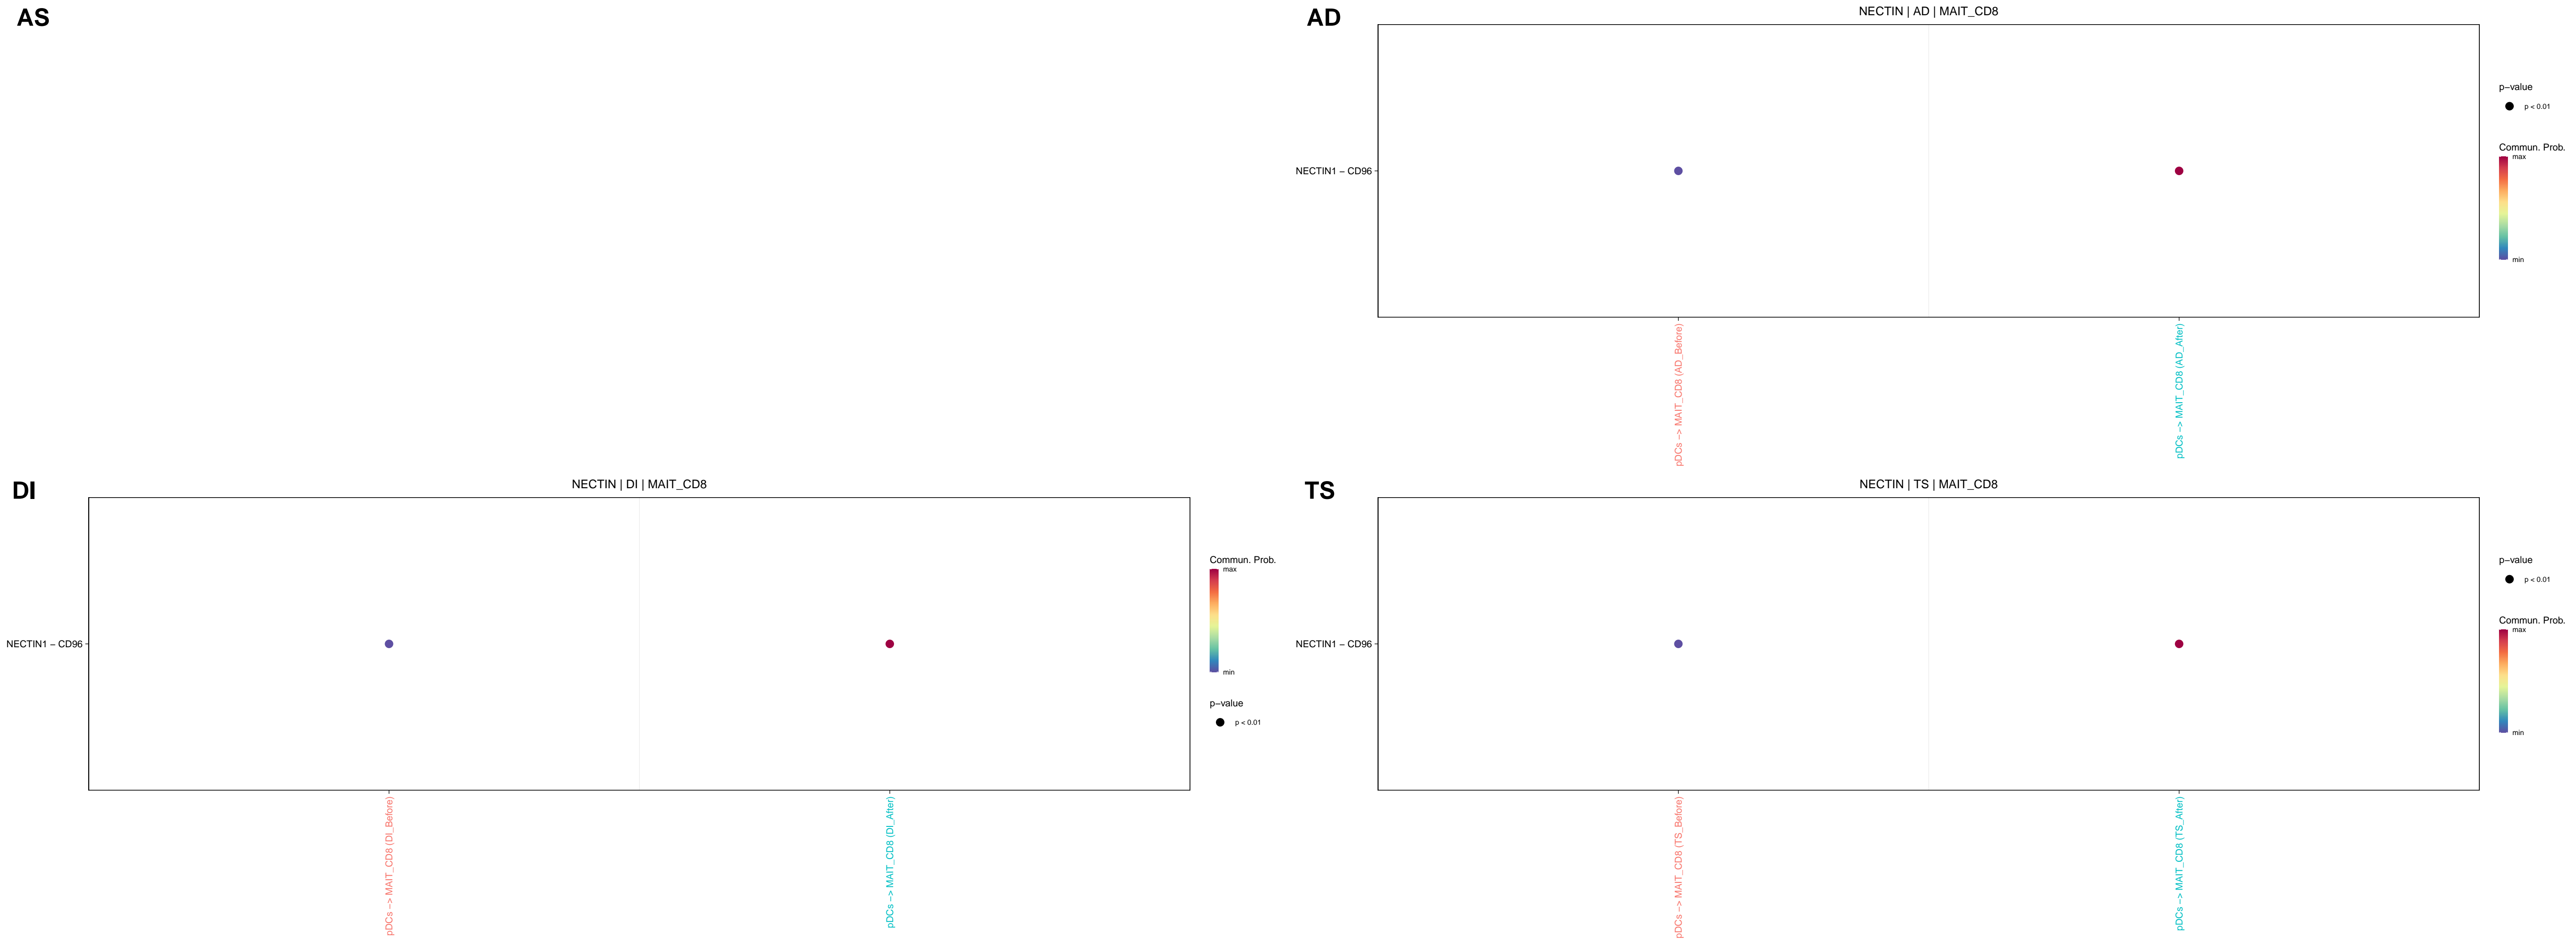 AS
AD
NECTIN | AD | MAIT_CD8
NECTIN1 – CD96
p–value
p < 0.01
Commun. Prob.
max
min
pDCs –> MAIT_CD8 (AD_Before)
pDCs –> MAIT_CD8 (AD_After)
DI
NECTIN | DI | MAIT_CD8
NECTIN1 – CD96
Commun. Prob.
max
min
p–value
p < 0.01
pDCs –> MAIT_CD8 (DI_Before)
pDCs –> MAIT_CD8 (DI_After)
TS
NECTIN | TS | MAIT_CD8
NECTIN1 – CD96
p–value
p < 0.01
Commun. Prob.
max
min
pDCs –> MAIT_CD8 (TS_Before)
pDCs –> MAIT_CD8 (TS_After)